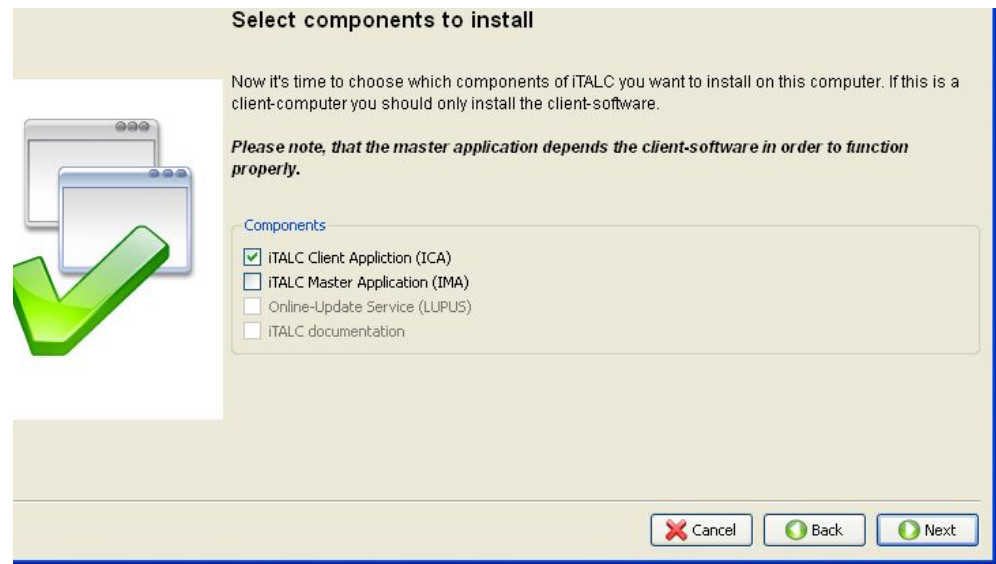 Select components to install
Now it's time to choose which components of iTALC you want to install on this computer. If this is a
client-computer you should only install the client-software.
Please note, that the master application depends the client-software in order to function
properly.
Components
iTALC Client Appliction (ICA)
iTALC Master Application (IMA)
Online-Update Service (LUPUS)
iTALC documentation
Cancel Back Next